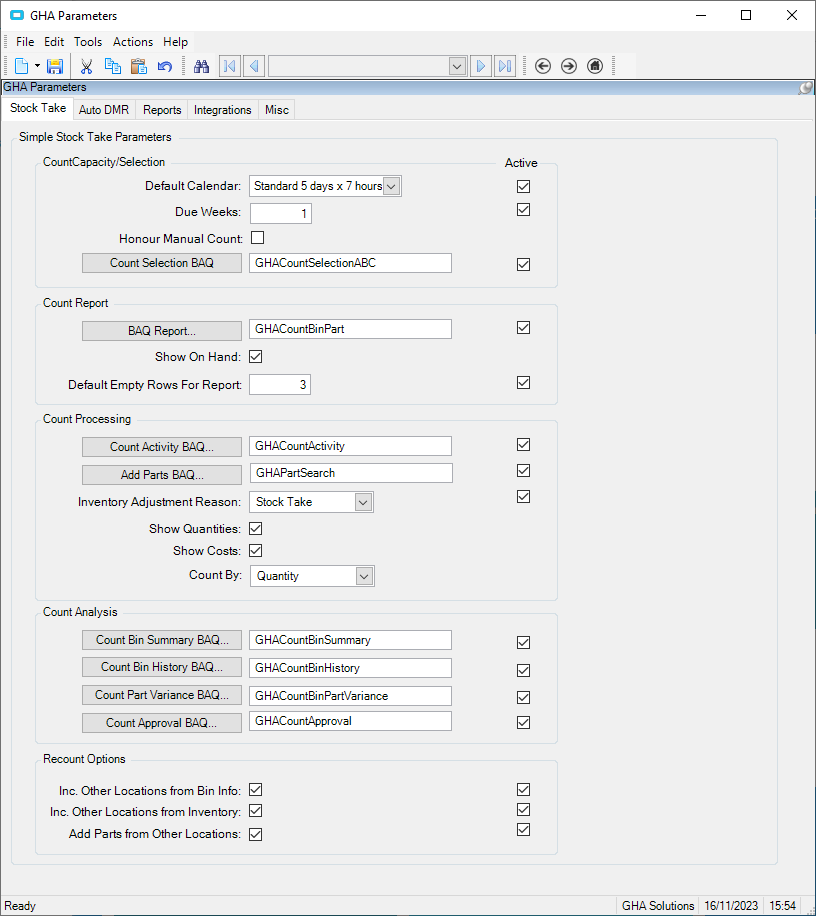 GHA Parameters
File Edit Tools Actions Help
GHA Parameters
Stock Take Auto DMR Reports Integrations Misc
Simple Stock Take Parameters
CountCapacity/Selection Active
Default Calendar: Standard 5 days x 7 hours
Due Weeks: 1
Honour Manual Count:
Count Selection BAQ GHACountSelectionABC
Count Report
BAQ Report... GHACountBinPart
Show On Hand:
Default Empty Rows For Report: 3
Count Processing
Count Activity BAQ... GHACountActivity
Add Parts BAQ... GHAPartSearch
Inventory Adjustment Reason: Stock Take
Show Quantities:
Show Costs:
Count By: Quantity
Count Analysis
Count Bin Summary BAQ... GHACountBinSummary
Count Bin History BAQ... GHACountBinHistory
Count Part Variance BAQ... GHACountBinPartVariance
Count Approval BAQ... GHACountApproval
Recount Options
Inc. Other Locations from Bin Info:
Inc. Other Locations from Inventory:
Add Parts from Other Locations:
Ready GHA Solutions 16/11/2023 15:54